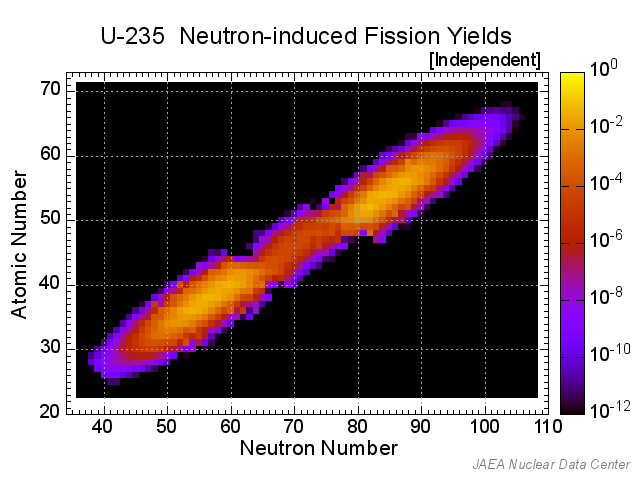 U-235 Neutron-induced Fission Yields
[Independent]
70
60
50
40
30
20
Atomic Number
40 50 60 70 80 90 100 110
Neutron Number
10^0
10^-2
10^-4
10^-6
10^-8
10^-10
10^-12
JAEA Nuclear Data Center